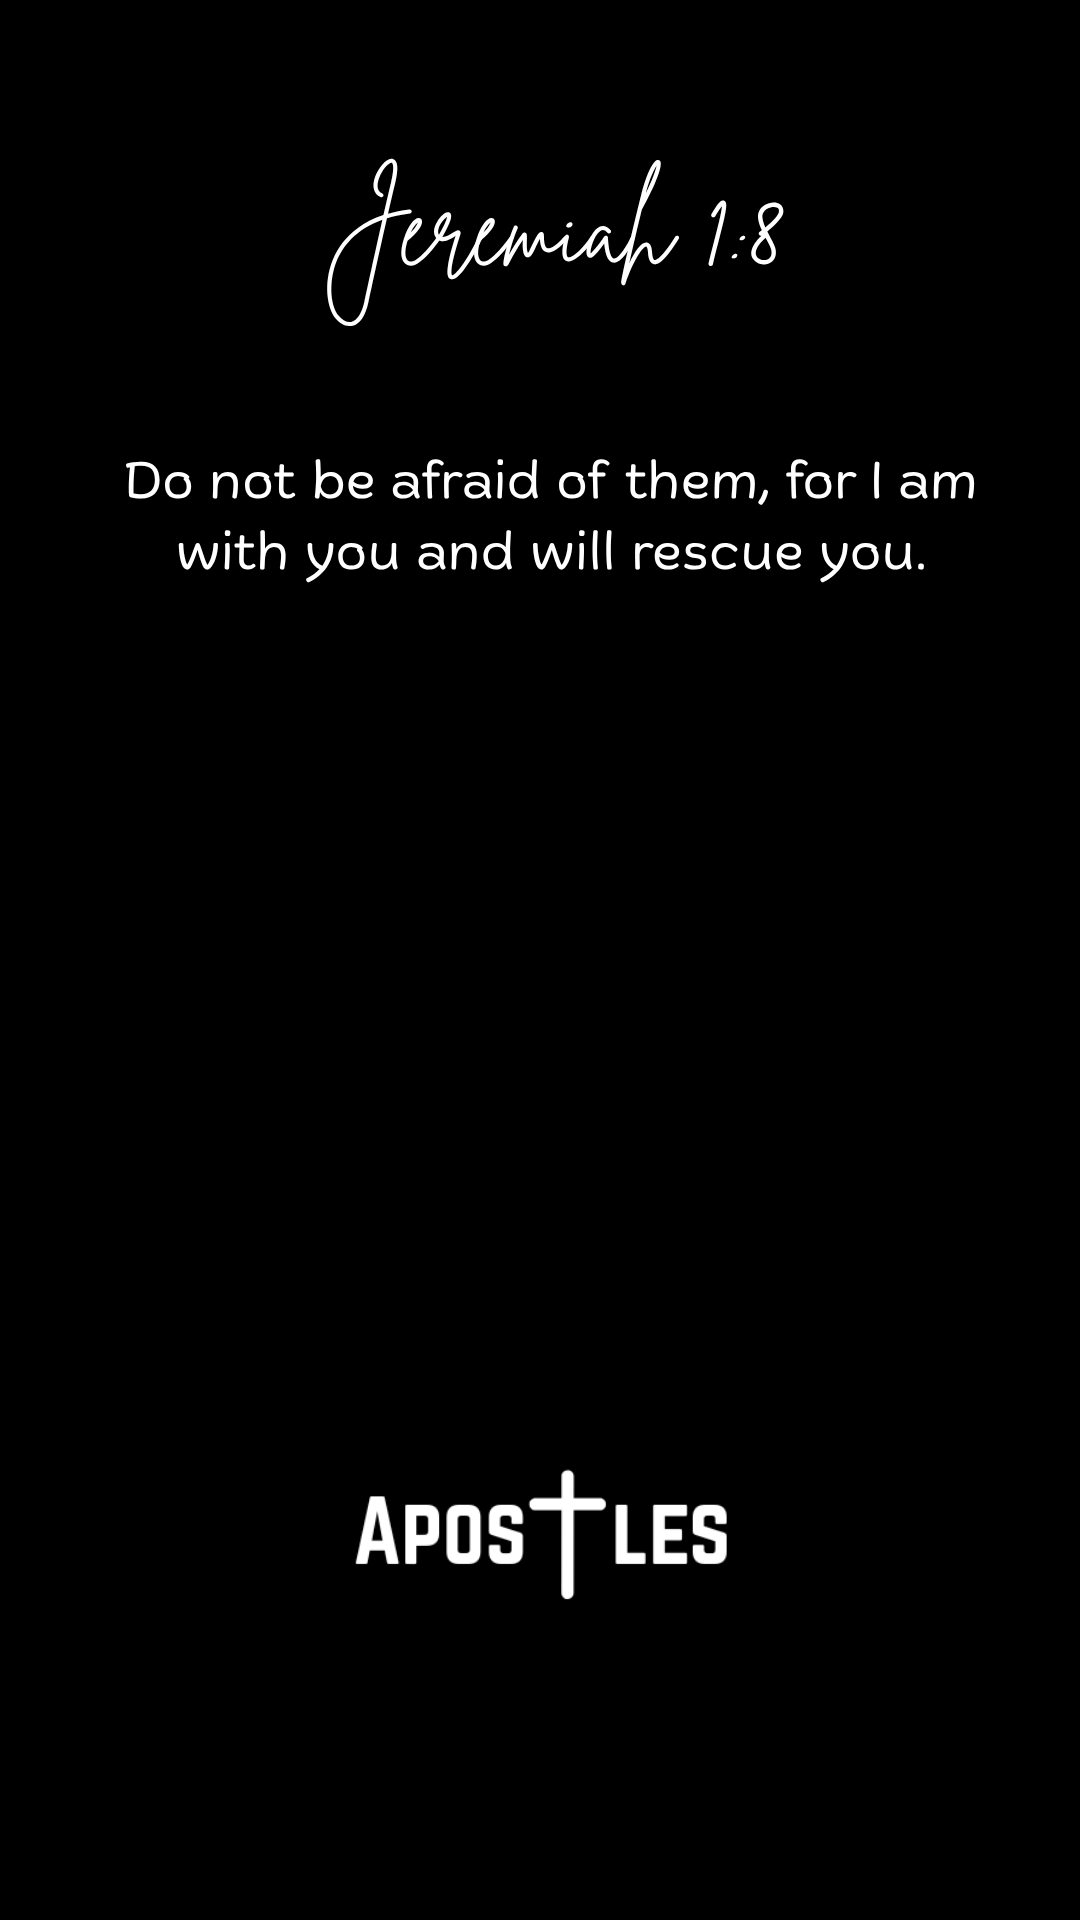 Jeremiah 1:8
Do not be afraid of them, for I am
with you and will rescue you.
APOSTLES